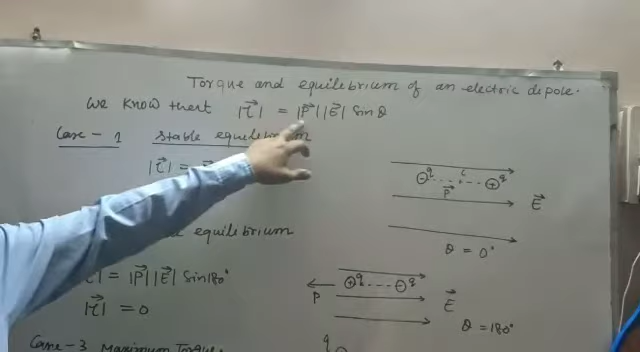 Torque and equilibrium of an electric depole.
We know that |τ⃗| = |P⃗||E⃗| sinθ
Case - 1 Stable equilibrium
|τ⃗| =
q c q
P⃗ E⃗
θ = 0°
equilibrium
= |P⃗||E⃗| sin180°
q q
P E⃗
|τ⃗| = 0
θ = 180°
Case-3 Maximum Torque
q